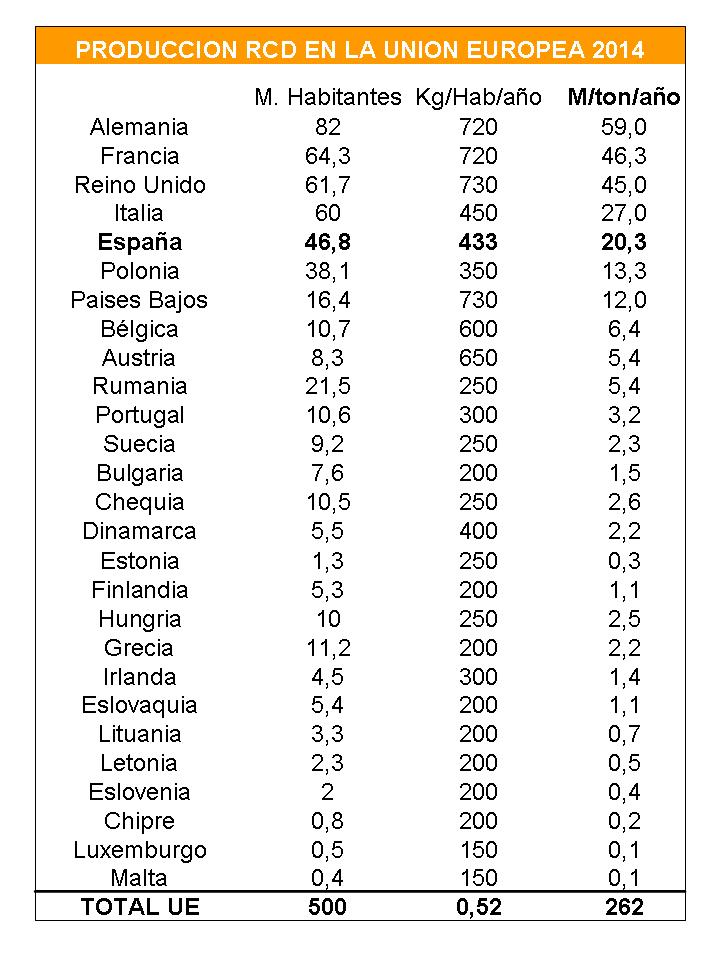 PRODUCCION RCD EN LA UNION EUROPEA 2014
M. Habitantes Kg/Hab/año M/ton/año
Alemania 82 720 59,0
Francia 64,3 720 46,3
Reino Unido 61,7 730 45,0
Italia 60 450 27,0
España 46,8 433 20,3
Polonia 38,1 350 13,3
Paises Bajos 16,4 730 12,0
Bélgica 10,7 600 6,4
Austria 8,3 650 5,4
Rumania 21,5 250 5,4
Portugal 10,6 300 3,2
Suecia 9,2 250 2,3
Bulgaria 7,6 200 1,5
Chequia 10,5 250 2,6
Dinamarca 5,5 400 2,2
Estonia 1,3 250 0,3
Finlandia 5,3 200 1,1
Hungria 10 250 2,5
Grecia 11,2 200 2,2
Irlanda 4,5 300 1,4
Eslovaquia 5,4 200 1,1
Lituania 3,3 200 0,7
Letonia 2,3 200 0,5
Eslovenia 2 200 0,4
Chipre 0,8 200 0,2
Luxemburgo 0,5 150 0,1
Malta 0,4 150 0,1
TOTAL UE 500 0,52 262